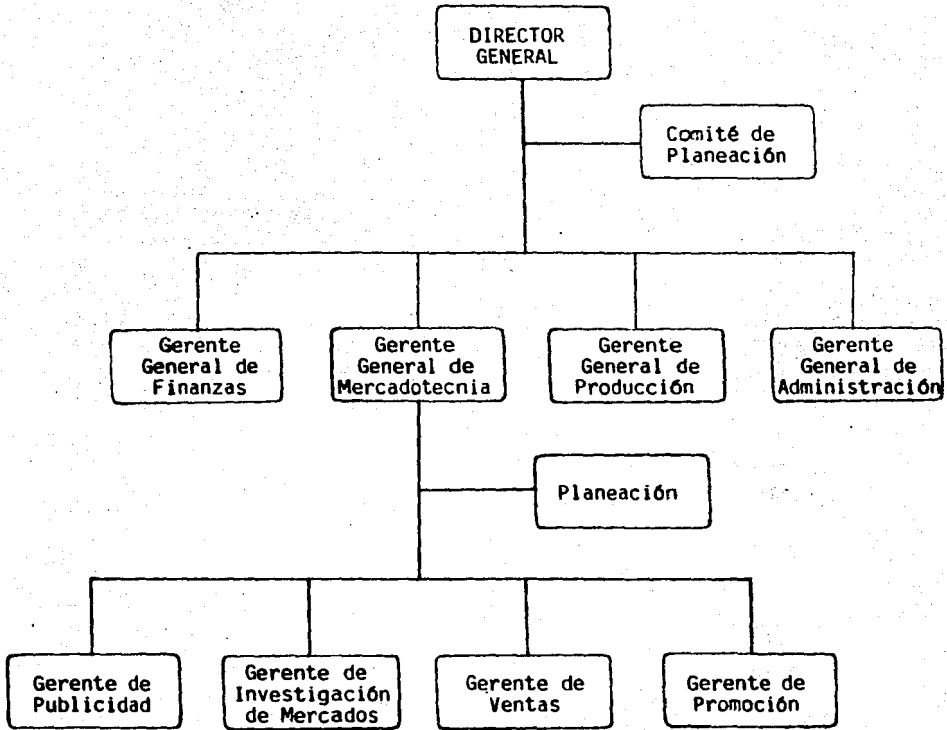 DIRECTOR
GENERAL
Comité de
Planeación
Gerente
General de
Finanzas
Gerente
General de
Mercadotecnia
Gerente
General de
Producción
Gerente
General de
Administración
Planeación
Gerente de
Publicidad
Gerente de
Investigación
de Mercados
Gerente de
Ventas
Gerente de
Promoción